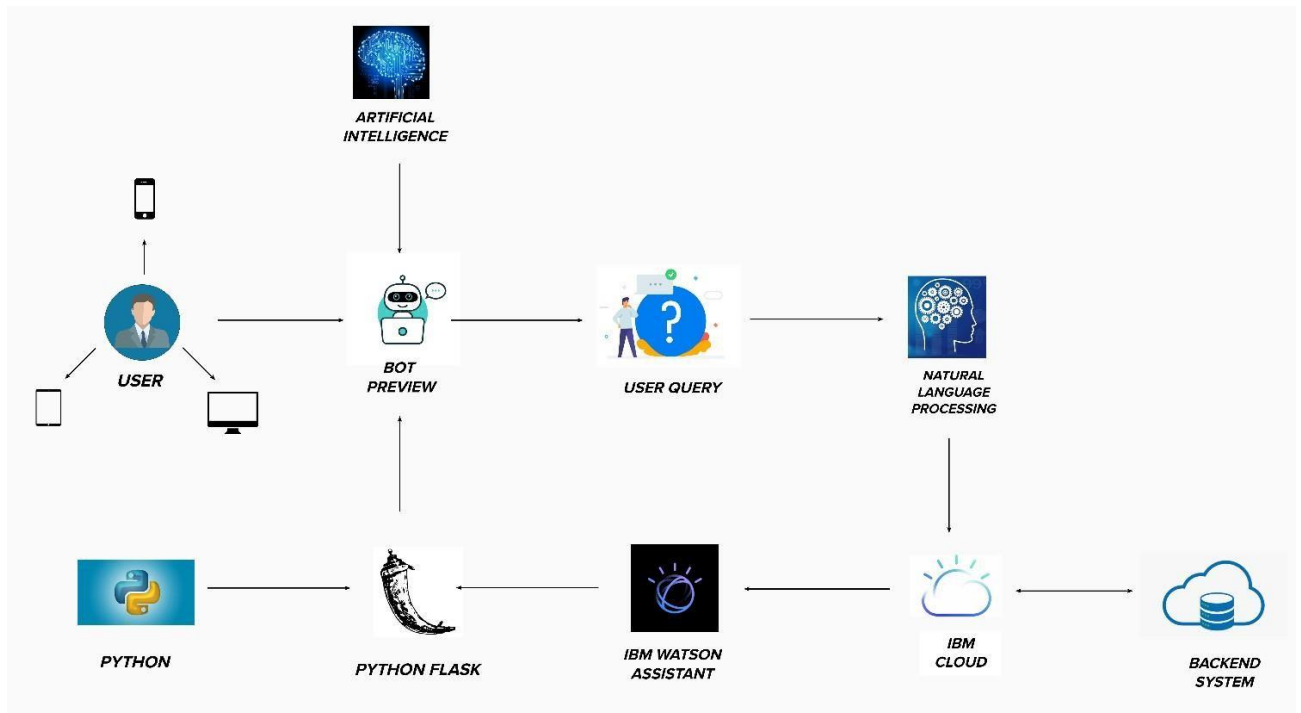 ARTIFICIAL
INTELLIGENCE
USER
BOT
PREVIEW
USER QUERY
NATURAL
LANGUAGE
PROCESSING
PYTHON
PYTHON FLASK
IBM WATSON
ASSISTANT
IBM
CLOUD
BACKEND
SYSTEM